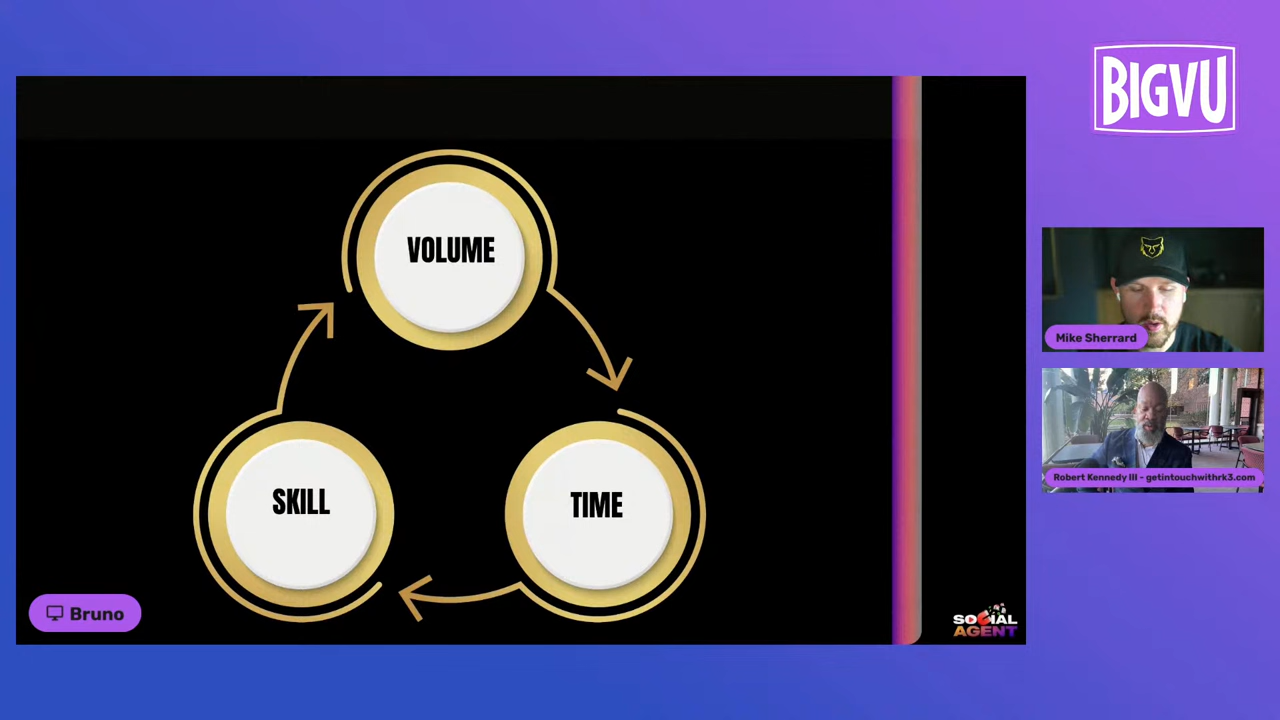 BIGVU
VOLUME
SKILL
TIME
Mike Sherrard
Robert Kennedy III - getintouchwithrk3.com
Bruno
SOCIAL
AGENT